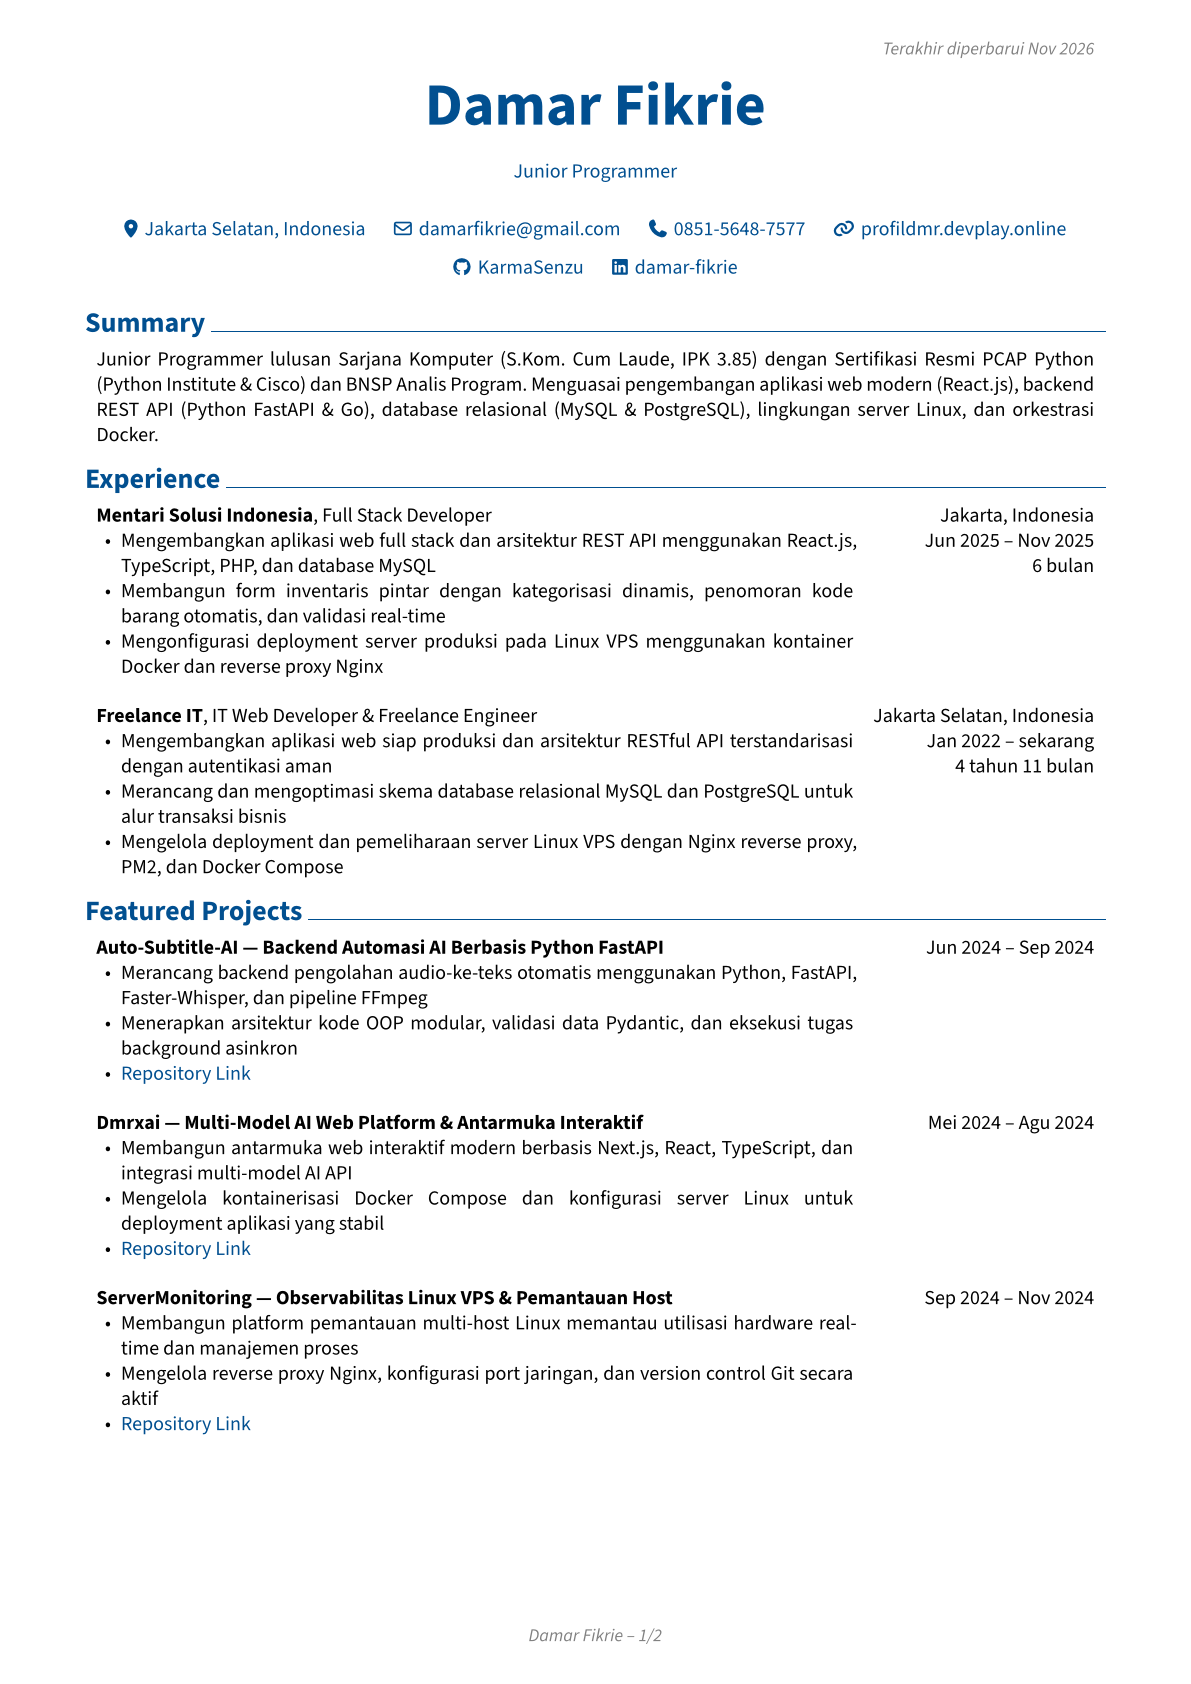 Terakhir diperbarui Nov 2026
Damar Fikrie
Junior Programmer
Jakarta Selatan, Indonesia damarfikrie@gmail.com 0851-5648-7577 profildmr.devplay.online
KarmaSenzu damar-fikrie
Summary
Junior Programmer lulusan Sarjana Komputer (S.Kom. Cum Laude, IPK 3.85) dengan Sertifikasi Resmi PCAP Python
(Python Institute & Cisco) dan BNSP Analis Program. Menguasai pengembangan aplikasi web modern (React.js), backend
REST API (Python FastAPI & Go), database relasional (MySQL & PostgreSQL), lingkungan server Linux, dan orkestrasi
Docker.
Experience
Mentari Solusi Indonesia, Full Stack Developer Jakarta, Indonesia
• Mengembangkan aplikasi web full stack dan arsitektur REST API menggunakan React.js, Jun 2025 – Nov 2025
TypeScript, PHP, dan database MySQL 6 bulan
• Membangun form inventaris pintar dengan kategorisasi dinamis, penomoran kode
barang otomatis, dan validasi real-time
• Mengonfigurasi deployment server produksi pada Linux VPS menggunakan kontainer
Docker dan reverse proxy Nginx
Freelance IT, IT Web Developer & Freelance Engineer Jakarta Selatan, Indonesia
• Mengembangkan aplikasi web siap produksi dan arsitektur RESTful API terstandarisasi Jan 2022 – sekarang
dengan autentikasi aman 4 tahun 11 bulan
• Merancang dan mengoptimasi skema database relasional MySQL dan PostgreSQL untuk
alur transaksi bisnis
• Mengelola deployment dan pemeliharaan server Linux VPS dengan Nginx reverse proxy,
PM2, dan Docker Compose
Featured Projects
Auto-Subtitle-AI — Backend Automasi AI Berbasis Python FastAPI Jun 2024 – Sep 2024
• Merancang backend pengolahan audio-ke-teks otomatis menggunakan Python, FastAPI,
Faster-Whisper, dan pipeline FFmpeg
• Menerapkan arsitektur kode OOP modular, validasi data Pydantic, dan eksekusi tugas
background asinkron
• Repository Link
Dmrxai — Multi-Model AI Web Platform & Antarmuka Interaktif Mei 2024 – Agu 2024
• Membangun antarmuka web interaktif modern berbasis Next.js, React, TypeScript, dan
integrasi multi-model AI API
• Mengelola kontainerisasi Docker Compose dan konfigurasi server Linux untuk
deployment aplikasi yang stabil
• Repository Link
ServerMonitoring — Observabilitas Linux VPS & Pemantauan Host Sep 2024 – Nov 2024
• Membangun platform pemantauan multi-host Linux memantau utilisasi hardware real-
time dan manajemen proses
• Mengelola reverse proxy Nginx, konfigurasi port jaringan, dan version control Git secara
aktif
• Repository Link
Damar Fikrie – 1/2